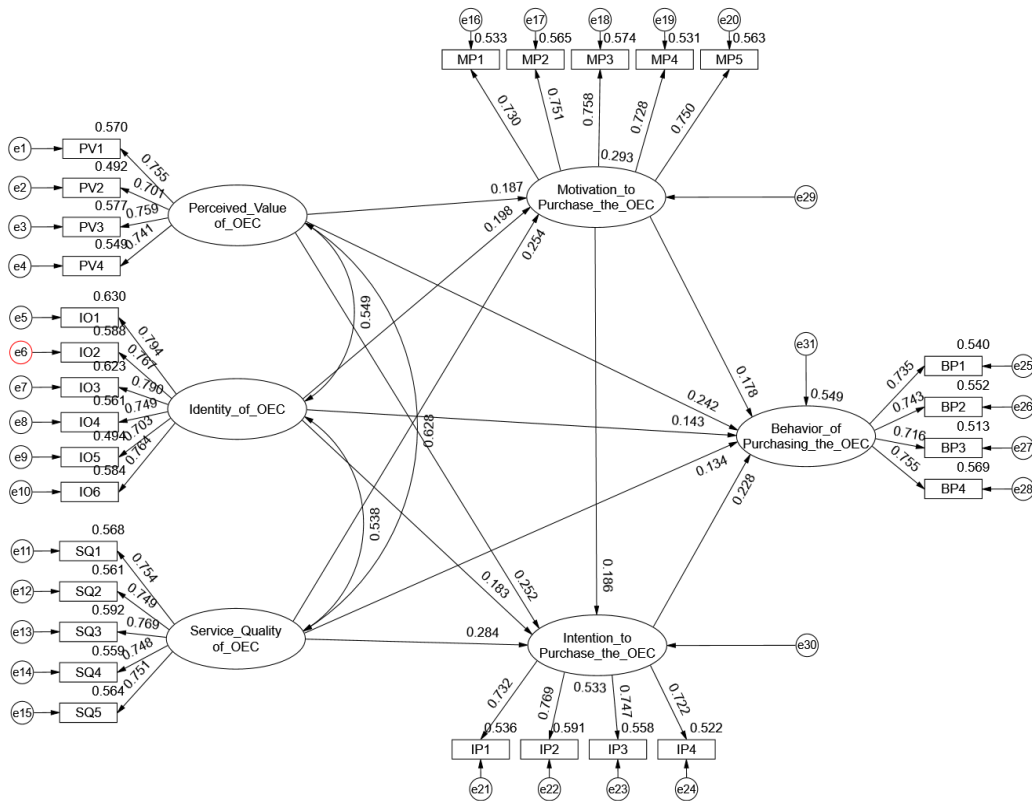 e16
e17
e18
e19
e20
0.533
0.565
0.574
0.531
0.563
MP1
MP2
MP3
MP4
MP5
0.730
0.751
0.758
0.728
0.750
0.293
Motivation_to
Purchase_the_OEC
e29
0.570
e1
PV1
0.755
0.492
e2
PV2
0.701
0.577
e3
PV3
0.759
0.549
e4
PV4
0.741
Perceived_Value
of_OEC
0.187
0.198
0.254
0.630
e5
IO1
0.794
0.588
e6
IO2
0.767
0.623
e7
IO3
0.790
0.561
e8
IO4
0.749
0.494
e9
IO5
0.703
0.584
e10
IO6
0.764
Identity_of_OEC
0.549
0.628
0.538
0.242
0.143
0.134
0.178
0.228
0.186
e31
0.549
Behavior_of
Purchasing_the_OEC
0.540
0.735
BP1
e25
0.552
0.743
BP2
e26
0.513
0.716
BP3
e27
0.569
0.755
BP4
e28
0.568
e11
SQ1
0.754
0.561
e12
SQ2
0.749
0.592
e13
SQ3
0.769
0.559
e14
SQ4
0.748
0.564
e15
SQ5
0.751
Service_Quality
of_OEC
0.183
0.252
0.284
Intention_to
Purchase_the_OEC
e30
0.533
0.732
0.769
0.747
0.722
0.536
0.591
0.558
0.522
IP1
IP2
IP3
IP4
e21
e22
e23
e24